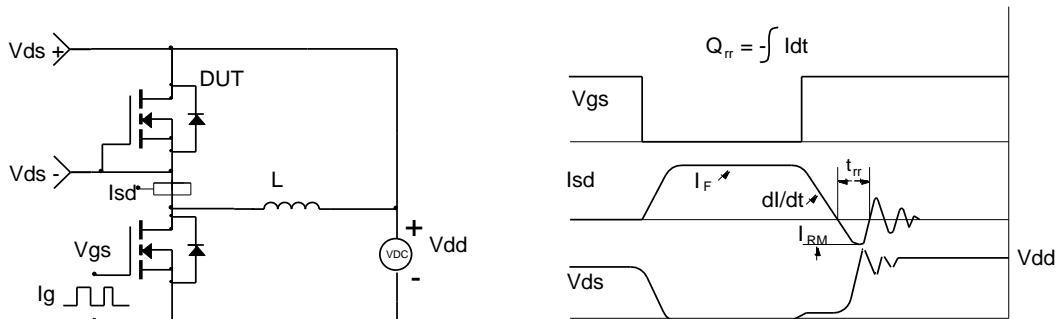 Vds +
DUT
Vds -
Isd
L
Vgs
+
VDC
Vdd
-
Ig
Qrr = -∫ Idt
Vgs
Isd
IF
dI/dt
trr
IRM
Vds
Vdd